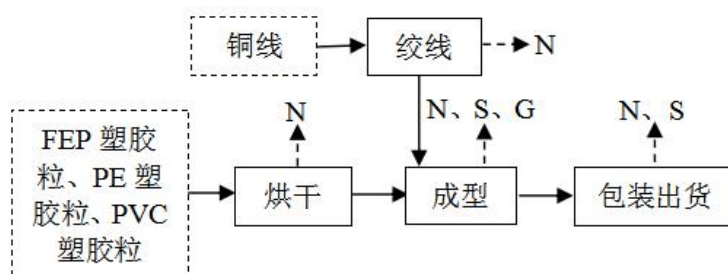 铜线
绞线
N
N
N、S、G
N、S
FEP 塑胶
粒、PE 塑
胶粒、PVC
塑胶粒
烘干
成型
包装出货